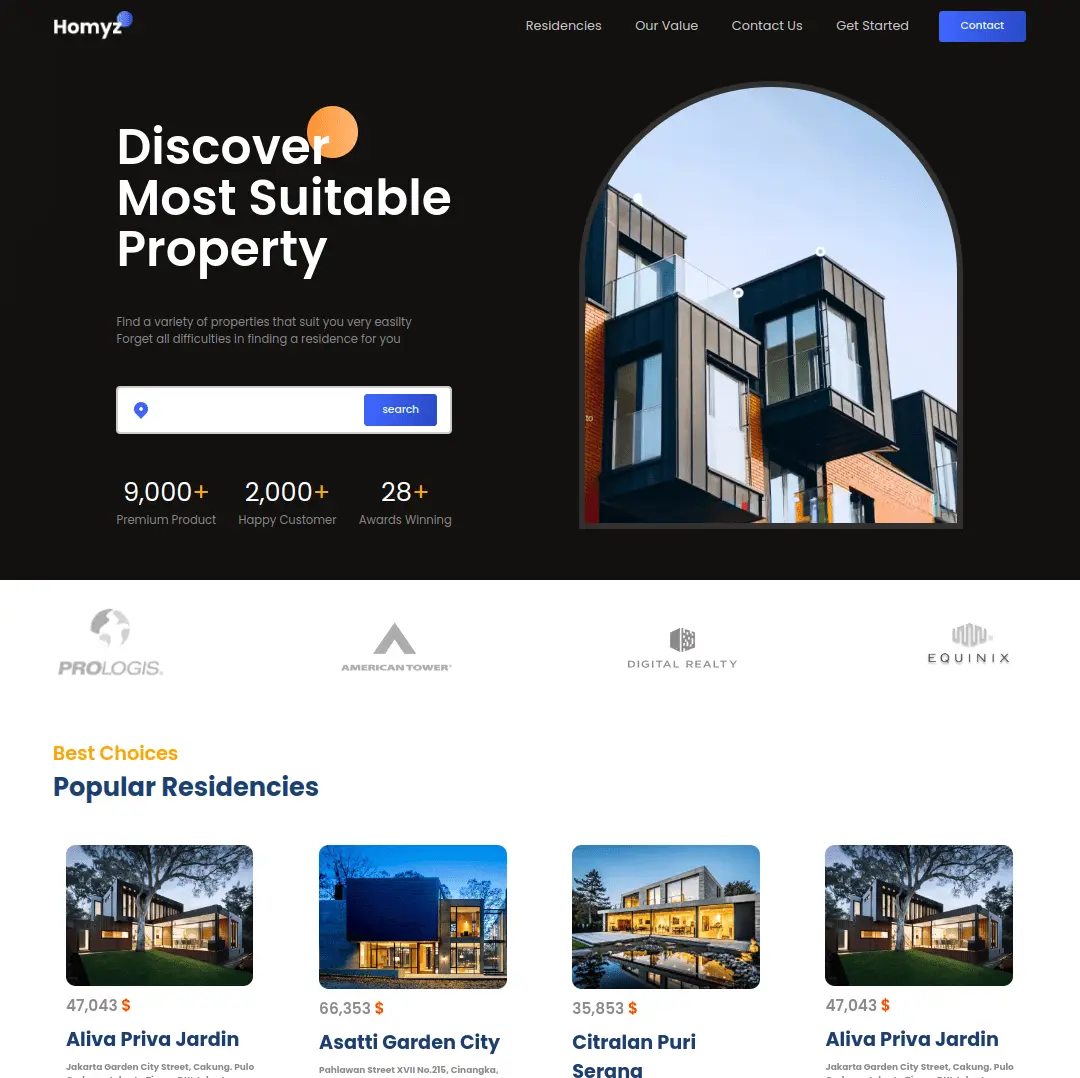 Homyz
Residencies
Our Value
Contact Us
Get Started
Contact
Discover
Most Suitable
Property
Find a variety of properties that suit you very easilty
Forget all difficulties in finding a residence for you
search
9,000+
2,000+
28+
Premium Product
Happy Customer
Awards Winning
PROLOGIS.
AMERICAN TOWER®
DIGITAL REALTY
EQUINIX
Best Choices
Popular Residencies
47,043 $
Aliva Priva Jardin
Jakarta Garden City Street, Cakung. Pulo
66,353 $
Asatti Garden City
Pahlawan Street XVII No.215, Cinangka,
35,853 $
Citralan Puri
Serang
47,043 $
Aliva Priva Jardin
Jakarta Garden City Street, Cakung. Pulo